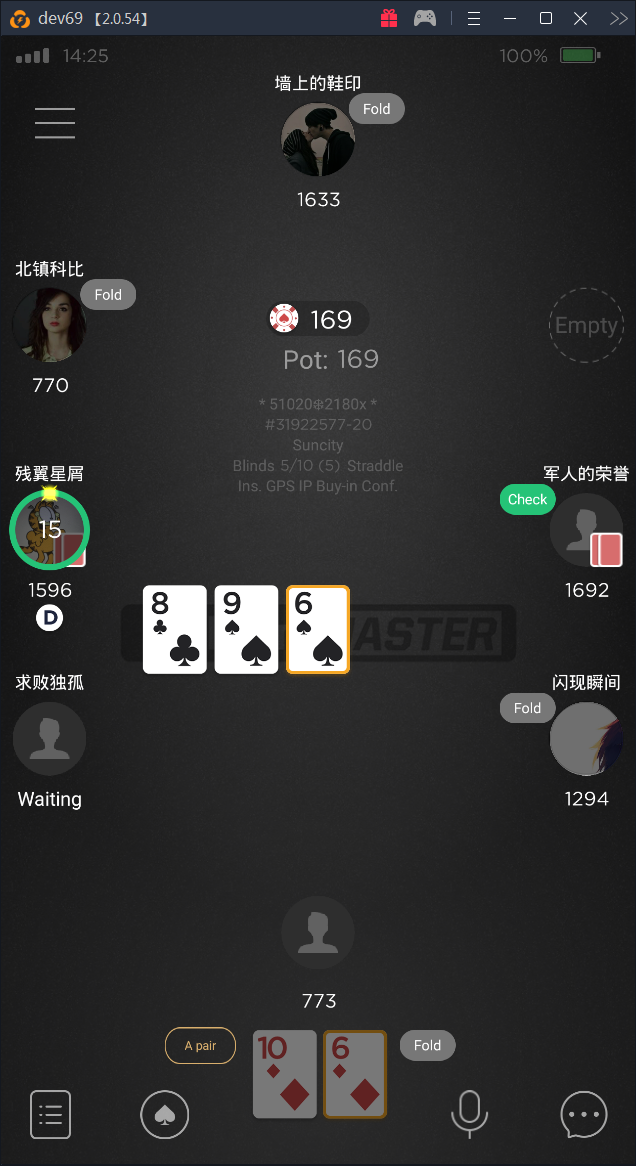 dev69 【2.0.54】
14:25
100%
墙上的鞋印
Fold
1633
北镇科比
Fold
770
169
Pot: 169
Empty
* 51020❄2180x *
#31922577-20
Suncity
Blinds 5/10 (5) Straddle
Ins. GPS IP Buy-in Conf.
残翼星屑
15
1596
D
军人的荣誉
Check
1692
8
9
6
MASTER
求败独孤
Waiting
闪现瞬间
Fold
1294
773
A pair
10
6
Fold